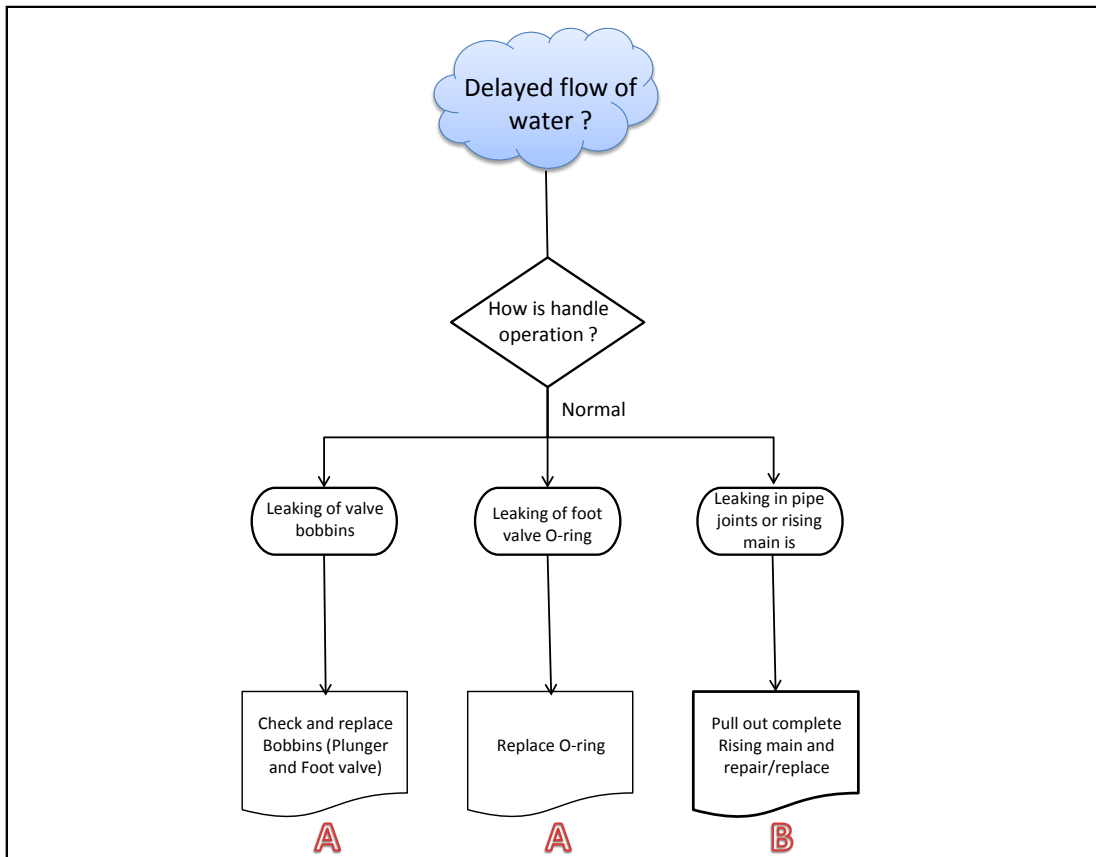 Delayed flow of
water ?
How is handle
operation ?
Normal
Leaking of valve
bobbins
Leaking of foot
valve O-ring
Leaking in pipe
joints or rising
main is
Check and replace
Bobbins (Plunger
and Foot valve)
Replace O-ring
Pull out complete
Rising main and
repair/replace
A
A
B